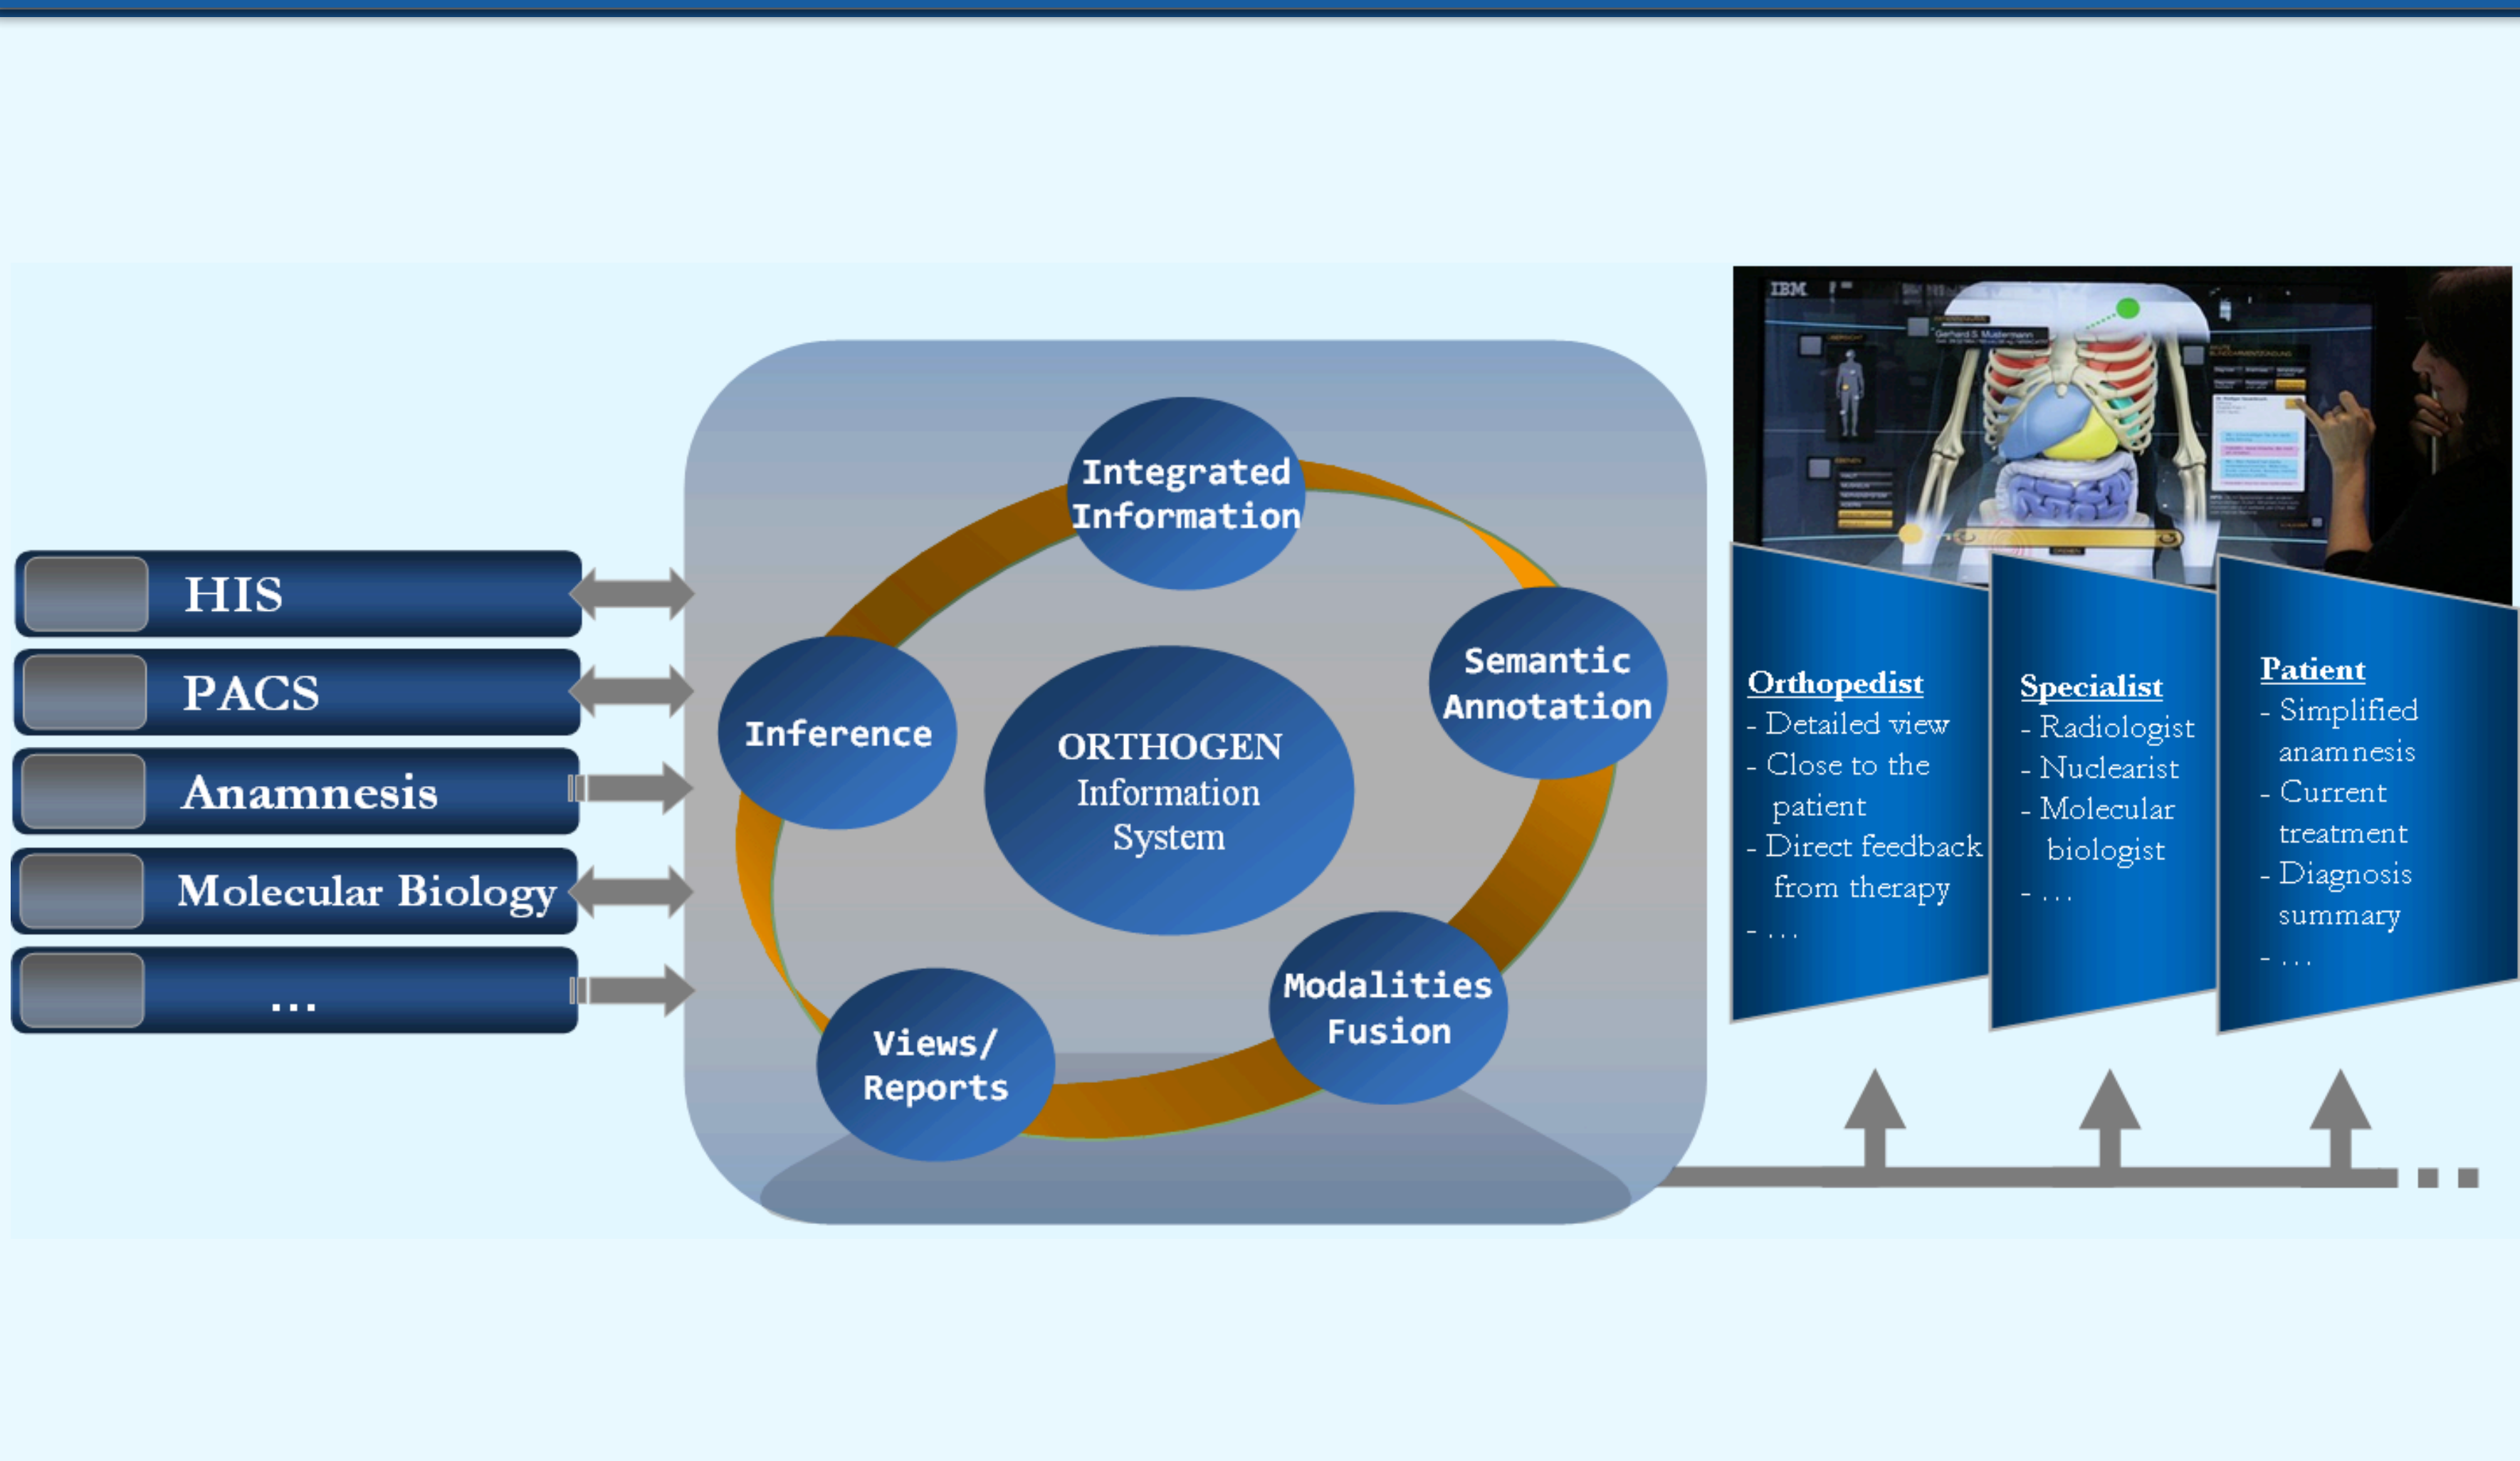 HIS
PACS
Anamnesis
Molecular Biology
...
Integrated
Information
Semantic
Annotation
Inference
ORTHOGEN
Information
System
Modalities
Fusion
Views/
Reports
IBM
Gerhard S. Mustermann
Orthopedist
- Detailed view
- Close to the
patient
- Direct feedback
from therapy
- ...
Specialist
- Radiologist
- Nuclearist
- Molecular
biologist
- ...
Patient
- Simplified
anamnesis
- Current
treatment
- Diagnosis
summary
- ...